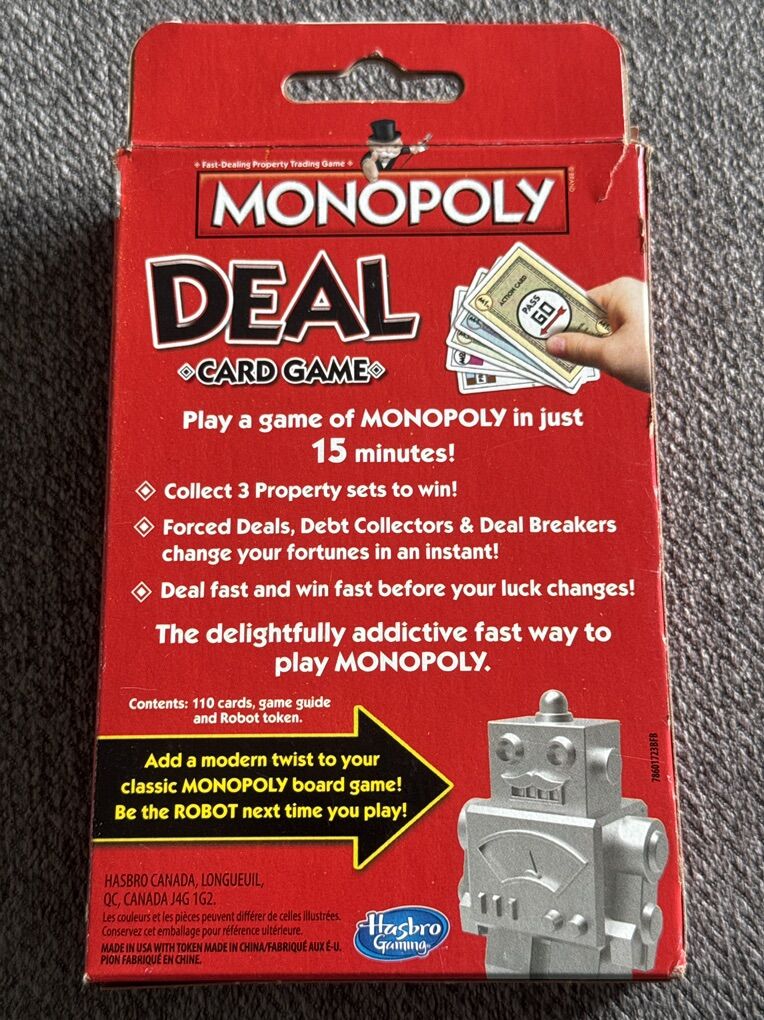 Fast-Dealing Property Trading Game
MONOPOLY
BRAND
DEAL
CARD GAME
ACTION CARD
PASS
GO
Play a game of MONOPOLY in just
15 minutes!
Collect 3 Property sets to win!
Forced Deals, Debt Collectors & Deal Breakers
change your fortunes in an instant!
Deal fast and win fast before your luck changes!
The delightfully addictive fast way to
play MONOPOLY.
Contents: 110 cards, game guide
and Robot token.
Add a modern twist to your
classic MONOPOLY board game!
Be the ROBOT next time you play!
78601723BFB
HASBRO CANADA, LONGUEUIL,
QC, CANADA J4G 1G2.
Les couleurs et les pièces peuvent différer de celles illustrées.
Conservez cet emballage pour référence ultérieure.
MADE IN USA WITH TOKEN MADE IN CHINA/FABRIQUÉ AUX É-U.
PION FABRIQUÉ EN CHINE.
Hasbro
Gaming